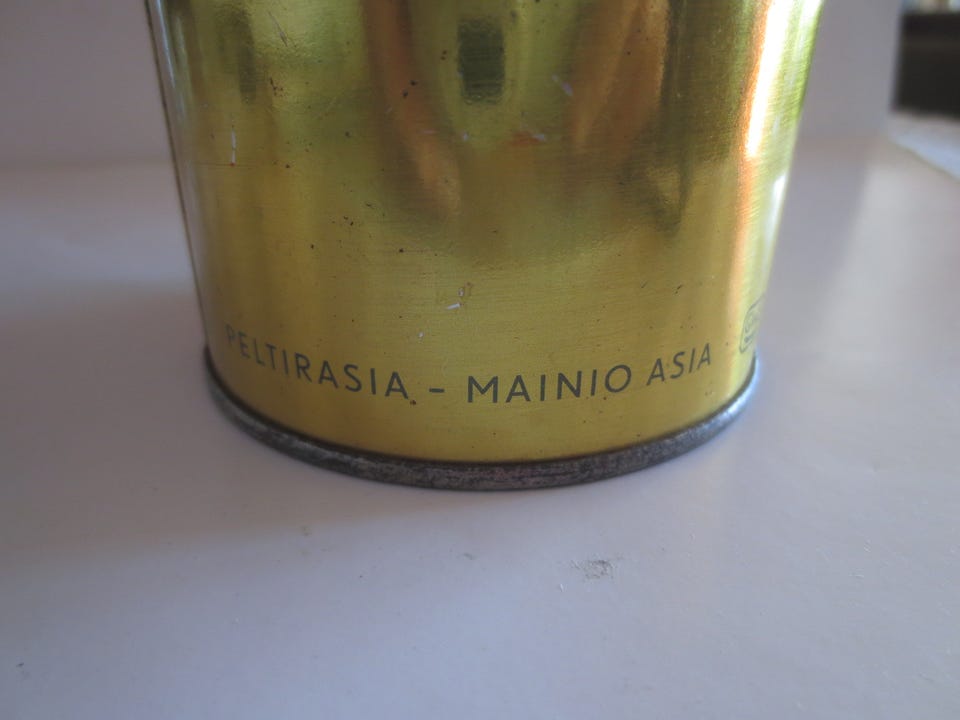 PELTIRASIA – MAINIO ASIA